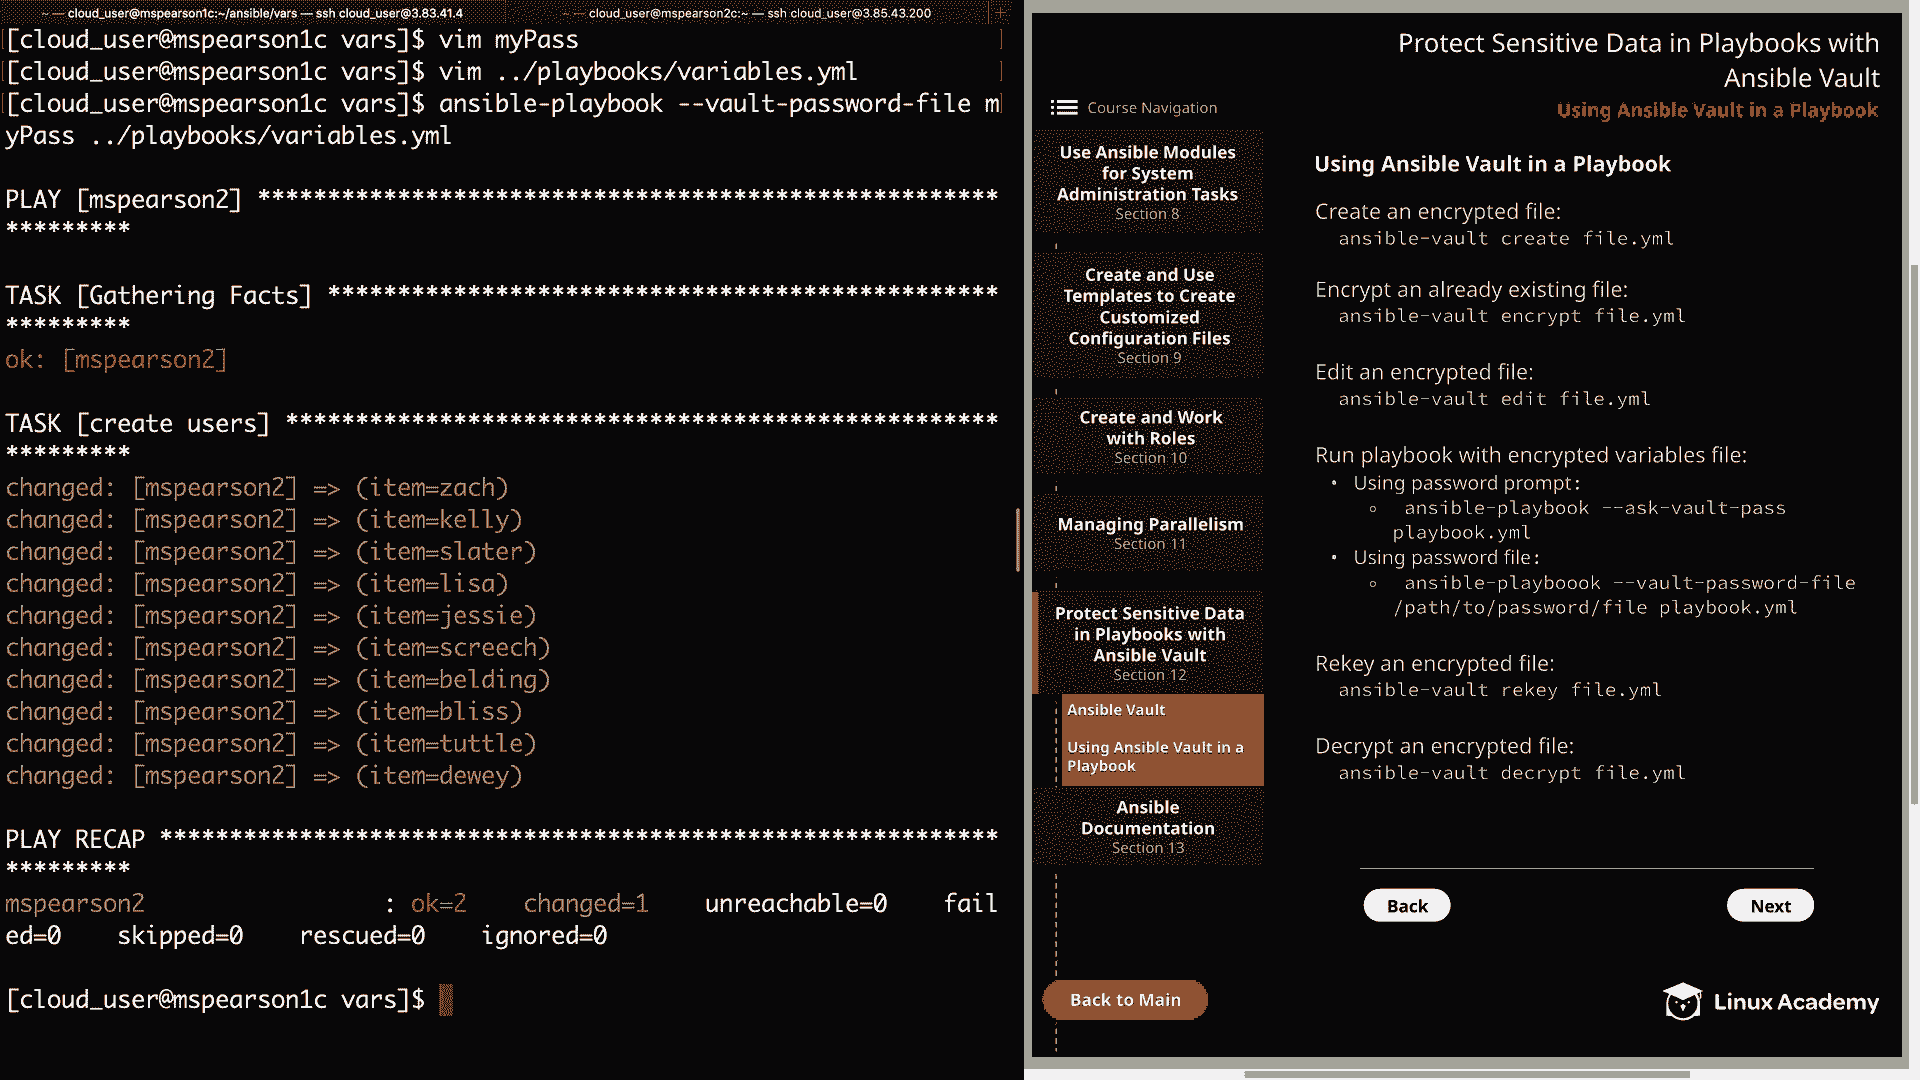 ~ — cloud_user@mspearson1c:~/ansible/vars — ssh cloud_user@3.83.41.4
~ — cloud_user@mspearson2c:~ — ssh cloud_user@3.85.43.200
+
[cloud_user@mspearson1c vars]$ vim myPass
[cloud_user@mspearson1c vars]$ vim ../playbooks/variables.yml
[cloud_user@mspearson1c vars]$ ansible-playbook --vault-password-file m
yPass ../playbooks/variables.yml
PLAY [mspearson2] *****************************************************
*********
TASK [Gathering Facts] ************************************************
*********
ok: [mspearson2]
TASK [create users] ***************************************************
*********
changed: [mspearson2] => (item=zach)
changed: [mspearson2] => (item=kelly)
changed: [mspearson2] => (item=slater)
changed: [mspearson2] => (item=lisa)
changed: [mspearson2] => (item=jessie)
changed: [mspearson2] => (item=screech)
changed: [mspearson2] => (item=belding)
changed: [mspearson2] => (item=bliss)
changed: [mspearson2] => (item=tuttle)
changed: [mspearson2] => (item=dewey)
PLAY RECAP ************************************************************
*********
mspearson2 : ok=2 changed=1 unreachable=0 fail
ed=0 skipped=0 rescued=0 ignored=0
[cloud_user@mspearson1c vars]$
Protect Sensitive Data in Playbooks with
Ansible Vault
Using Ansible Vault in a Playbook
Course Navigation
Use Ansible Modules
for System
Administration Tasks
Section 8
Create and Use
Templates to Create
Customized
Configuration Files
Section 9
Create and Work
with Roles
Section 10
Managing Parallelism
Section 11
Protect Sensitive Data
in Playbooks with
Ansible Vault
Section 12
Ansible Vault
Using Ansible Vault in a
Playbook
Ansible
Documentation
Section 13
Back to Main
Using Ansible Vault in a Playbook
Create an encrypted file:
ansible-vault create file.yml
Encrypt an already existing file:
ansible-vault encrypt file.yml
Edit an encrypted file:
ansible-vault edit file.yml
Run playbook with encrypted variables file:
• Using password prompt:
◦ ansible-playbook --ask-vault-pass
playbook.yml
• Using password file:
◦ ansible-playboook --vault-password-file
/path/to/password/file playbook.yml
Rekey an encrypted file:
ansible-vault rekey file.yml
Decrypt an encrypted file:
ansible-vault decrypt file.yml
Back
Next
Linux Academy